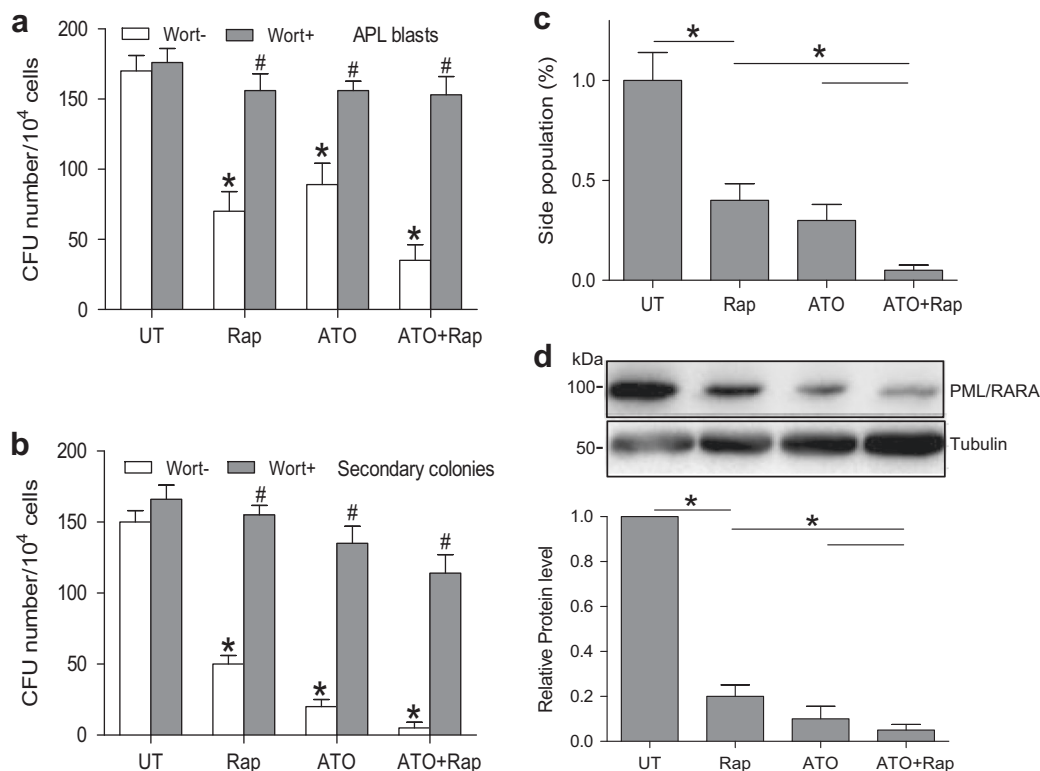 a
200
150
100
50
0
CFU number/10⁴ cells
Wort- Wort+ APL blasts
* # * # * #
UT Rap ATO ATO+Rap
b
200
150
100
50
0
CFU number/10⁴ cells
Wort- Wort+ Secondary colonies
* # * # * #
UT Rap ATO ATO+Rap
c
1.0
0.5
0.0
Side population (%)
* *
UT Rap ATO ATO+Rap
d
kDa
100
PML/RARA
50
Tubulin
1.0
0.8
0.6
0.4
0.2
0.0
Relative Protein level
* *
UT Rap ATO ATO+Rap